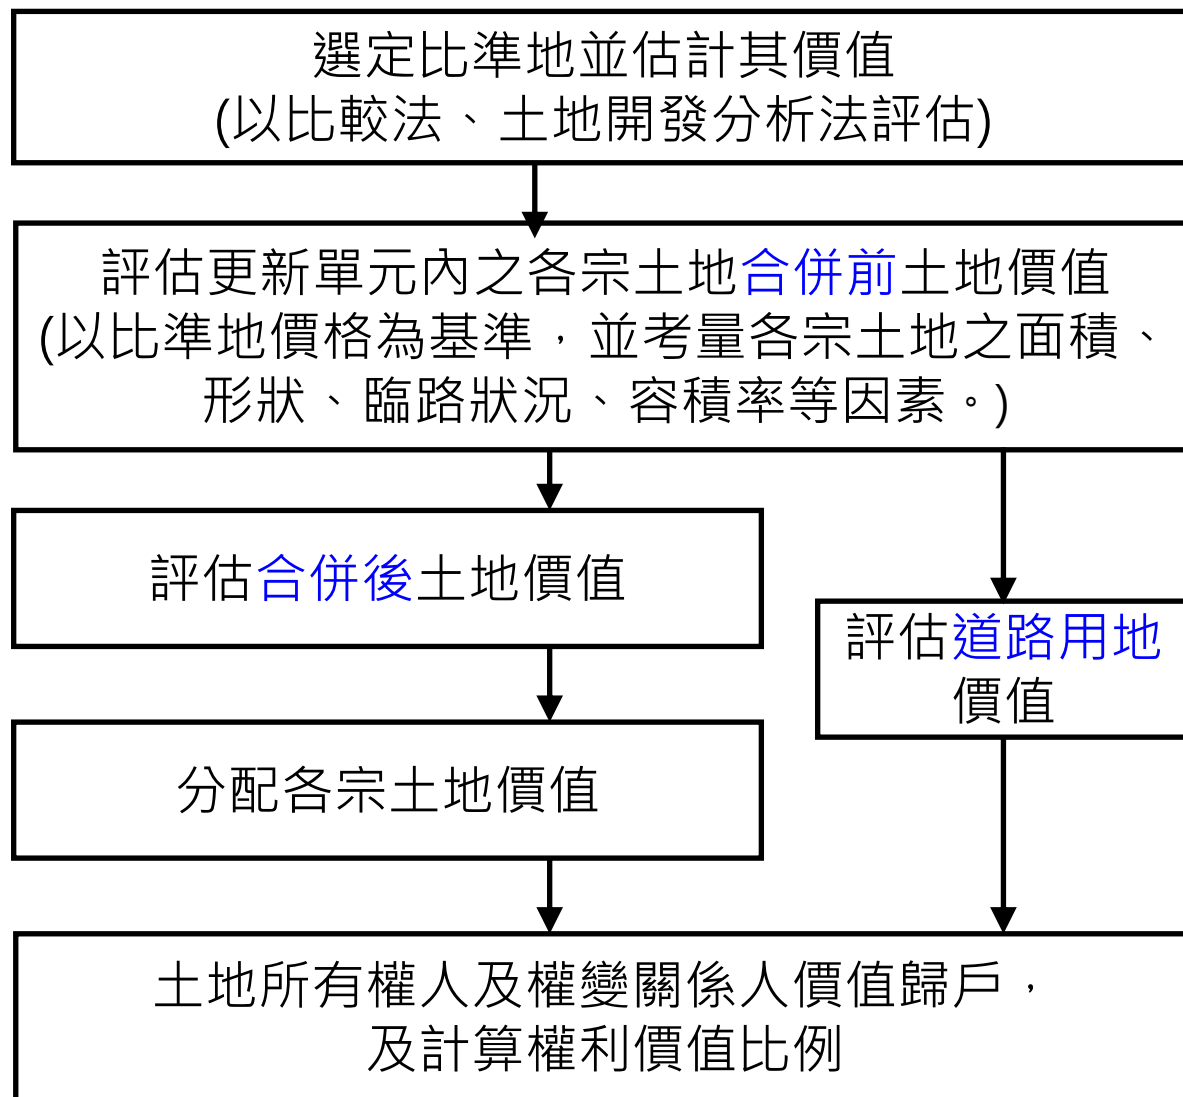 選定比準地並估計其價值
(以比較法、土地開發分析法評估)
評估更新單元內之各宗土地合併前土地價值
(以比準地價格為基準，並考量各宗土地之面積、
形狀、臨路狀況、容積率等因素。)
評估合併後土地價值
評估道路用地
價值
分配各宗土地價值
土地所有權人及權變關係人價值歸戶，
及計算權利價值比例